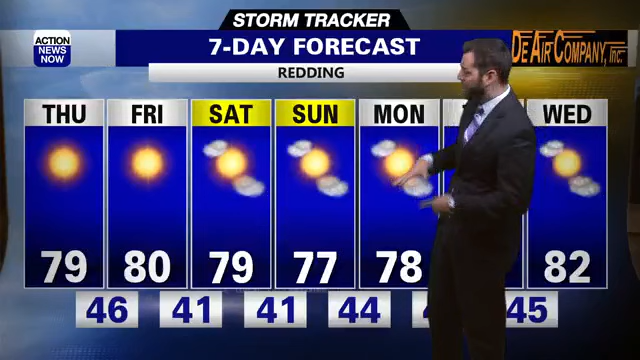 STORM TRACKER
ACTION
NEWS
NOW
7-DAY FORECAST
DE AIR COMPANY, INC.
REDDING
THU FRI SAT SUN MON WED
79 80 79 77 78 82
46 41 41 44 45